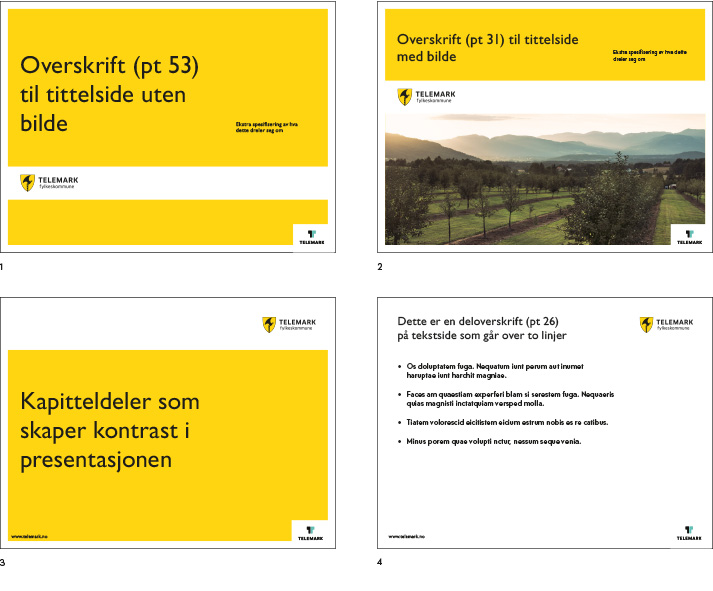 Overskrift (pt 53)
til tittelside uten
bilde
Ekstra spesifisering av hva
dette dreier seg om
TELEMARK
fylkeskommune
TELEMARK
1
Overskrift (pt 31) til tittelside
med bilde
Ekstra spesifisering av hva dette
dreier seg om
TELEMARK
fylkeskommune
TELEMARK
2
TELEMARK
fylkeskommune
Kapitteldeler som
skaper kontrast i
presentasjonen
www.telemark.no
TELEMARK
3
Dette er en deloverskrift (pt 26)
på tekstside som går over to linjer
TELEMARK
fylkeskommune
• Os doluptatem fuga. Nequatum iunt perum aut inumet
haruptae iunt harchit magniae.
• Faces am quaestiam experferi blam si serestem fuga. Nequaeris
quias magnisti inctatquiam versped molla.
• Tiatem volorescid eicitistem eicium estrum nobis es re catibus.
• Minus porem quae volupti nctur, nessum seque venia.
www.telemark.no
TELEMARK
4